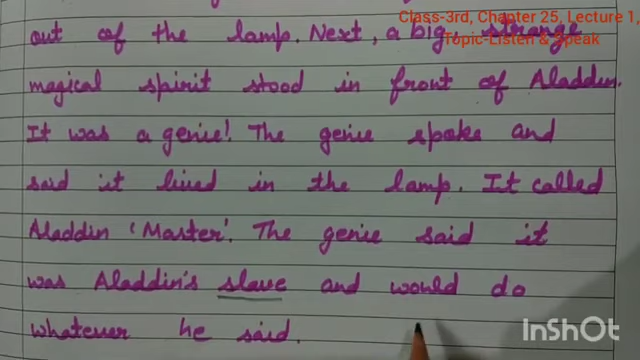 Class-3rd, Chapter 25, Lecture 1,
Topic-Listen & Speak
out of the lamp. Next, a big strange
magical spirit stood in front of Aladdin.
It was a genie! The genie spoke and
said it lived in the lamp. It called
Aladdin 'Master'. The genie said it
was Aladdin's slave and would do
whatever he said.
InShOt